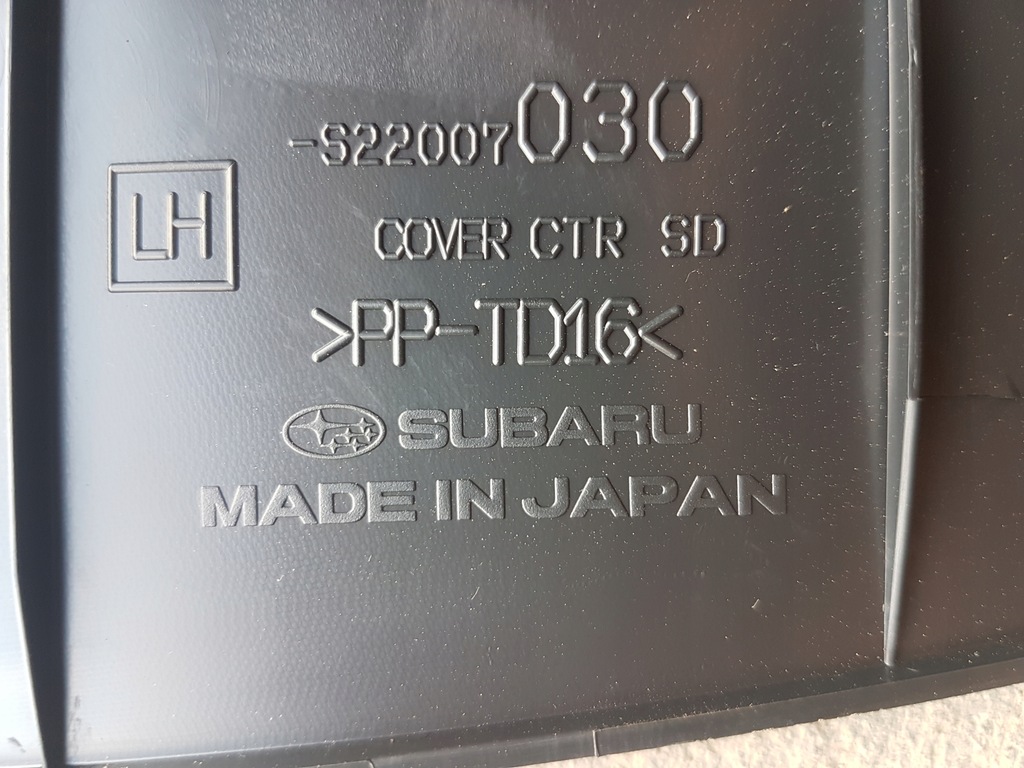 -S22007030
LH
COVER CTR SD
>PP-TD16<
SUBARU
MADE IN JAPAN